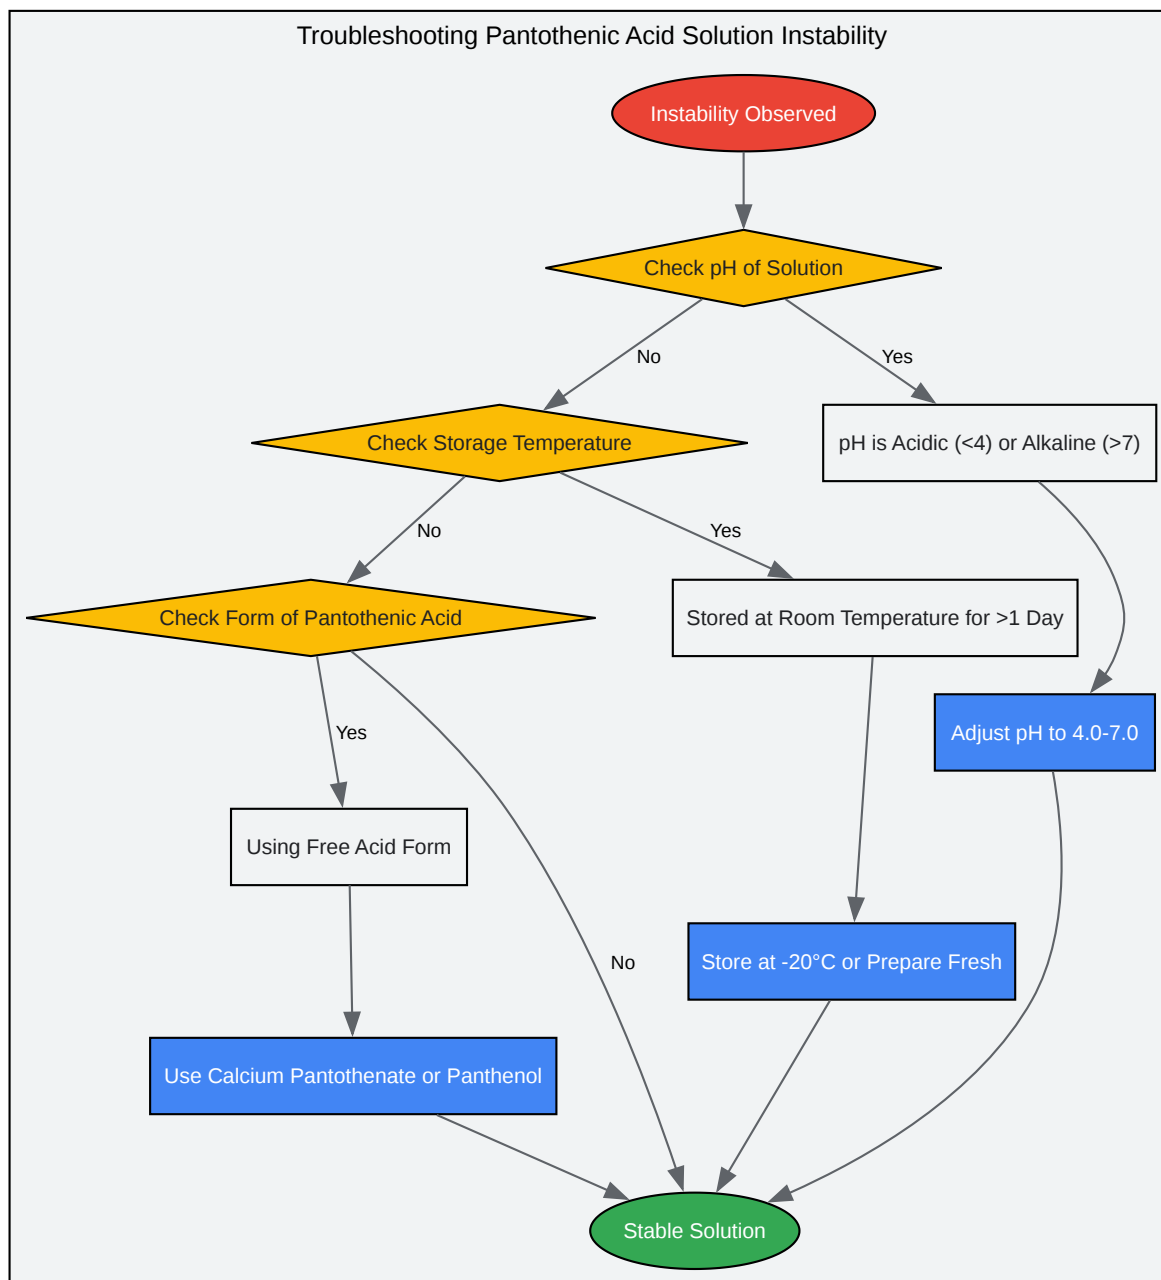 Troubleshooting Pantothenic Acid Solution Instability
Instability Observed
Check pH of Solution
No
Yes
Check Storage Temperature
pH is Acidic (<4) or Alkaline (>7)
No
Yes
Check Form of Pantothenic Acid
Stored at Room Temperature for >1 Day
Yes
Adjust pH to 4.0-7.0
Using Free Acid Form
No
Store at -20°C or Prepare Fresh
Use Calcium Pantothenate or Panthenol
Stable Solution